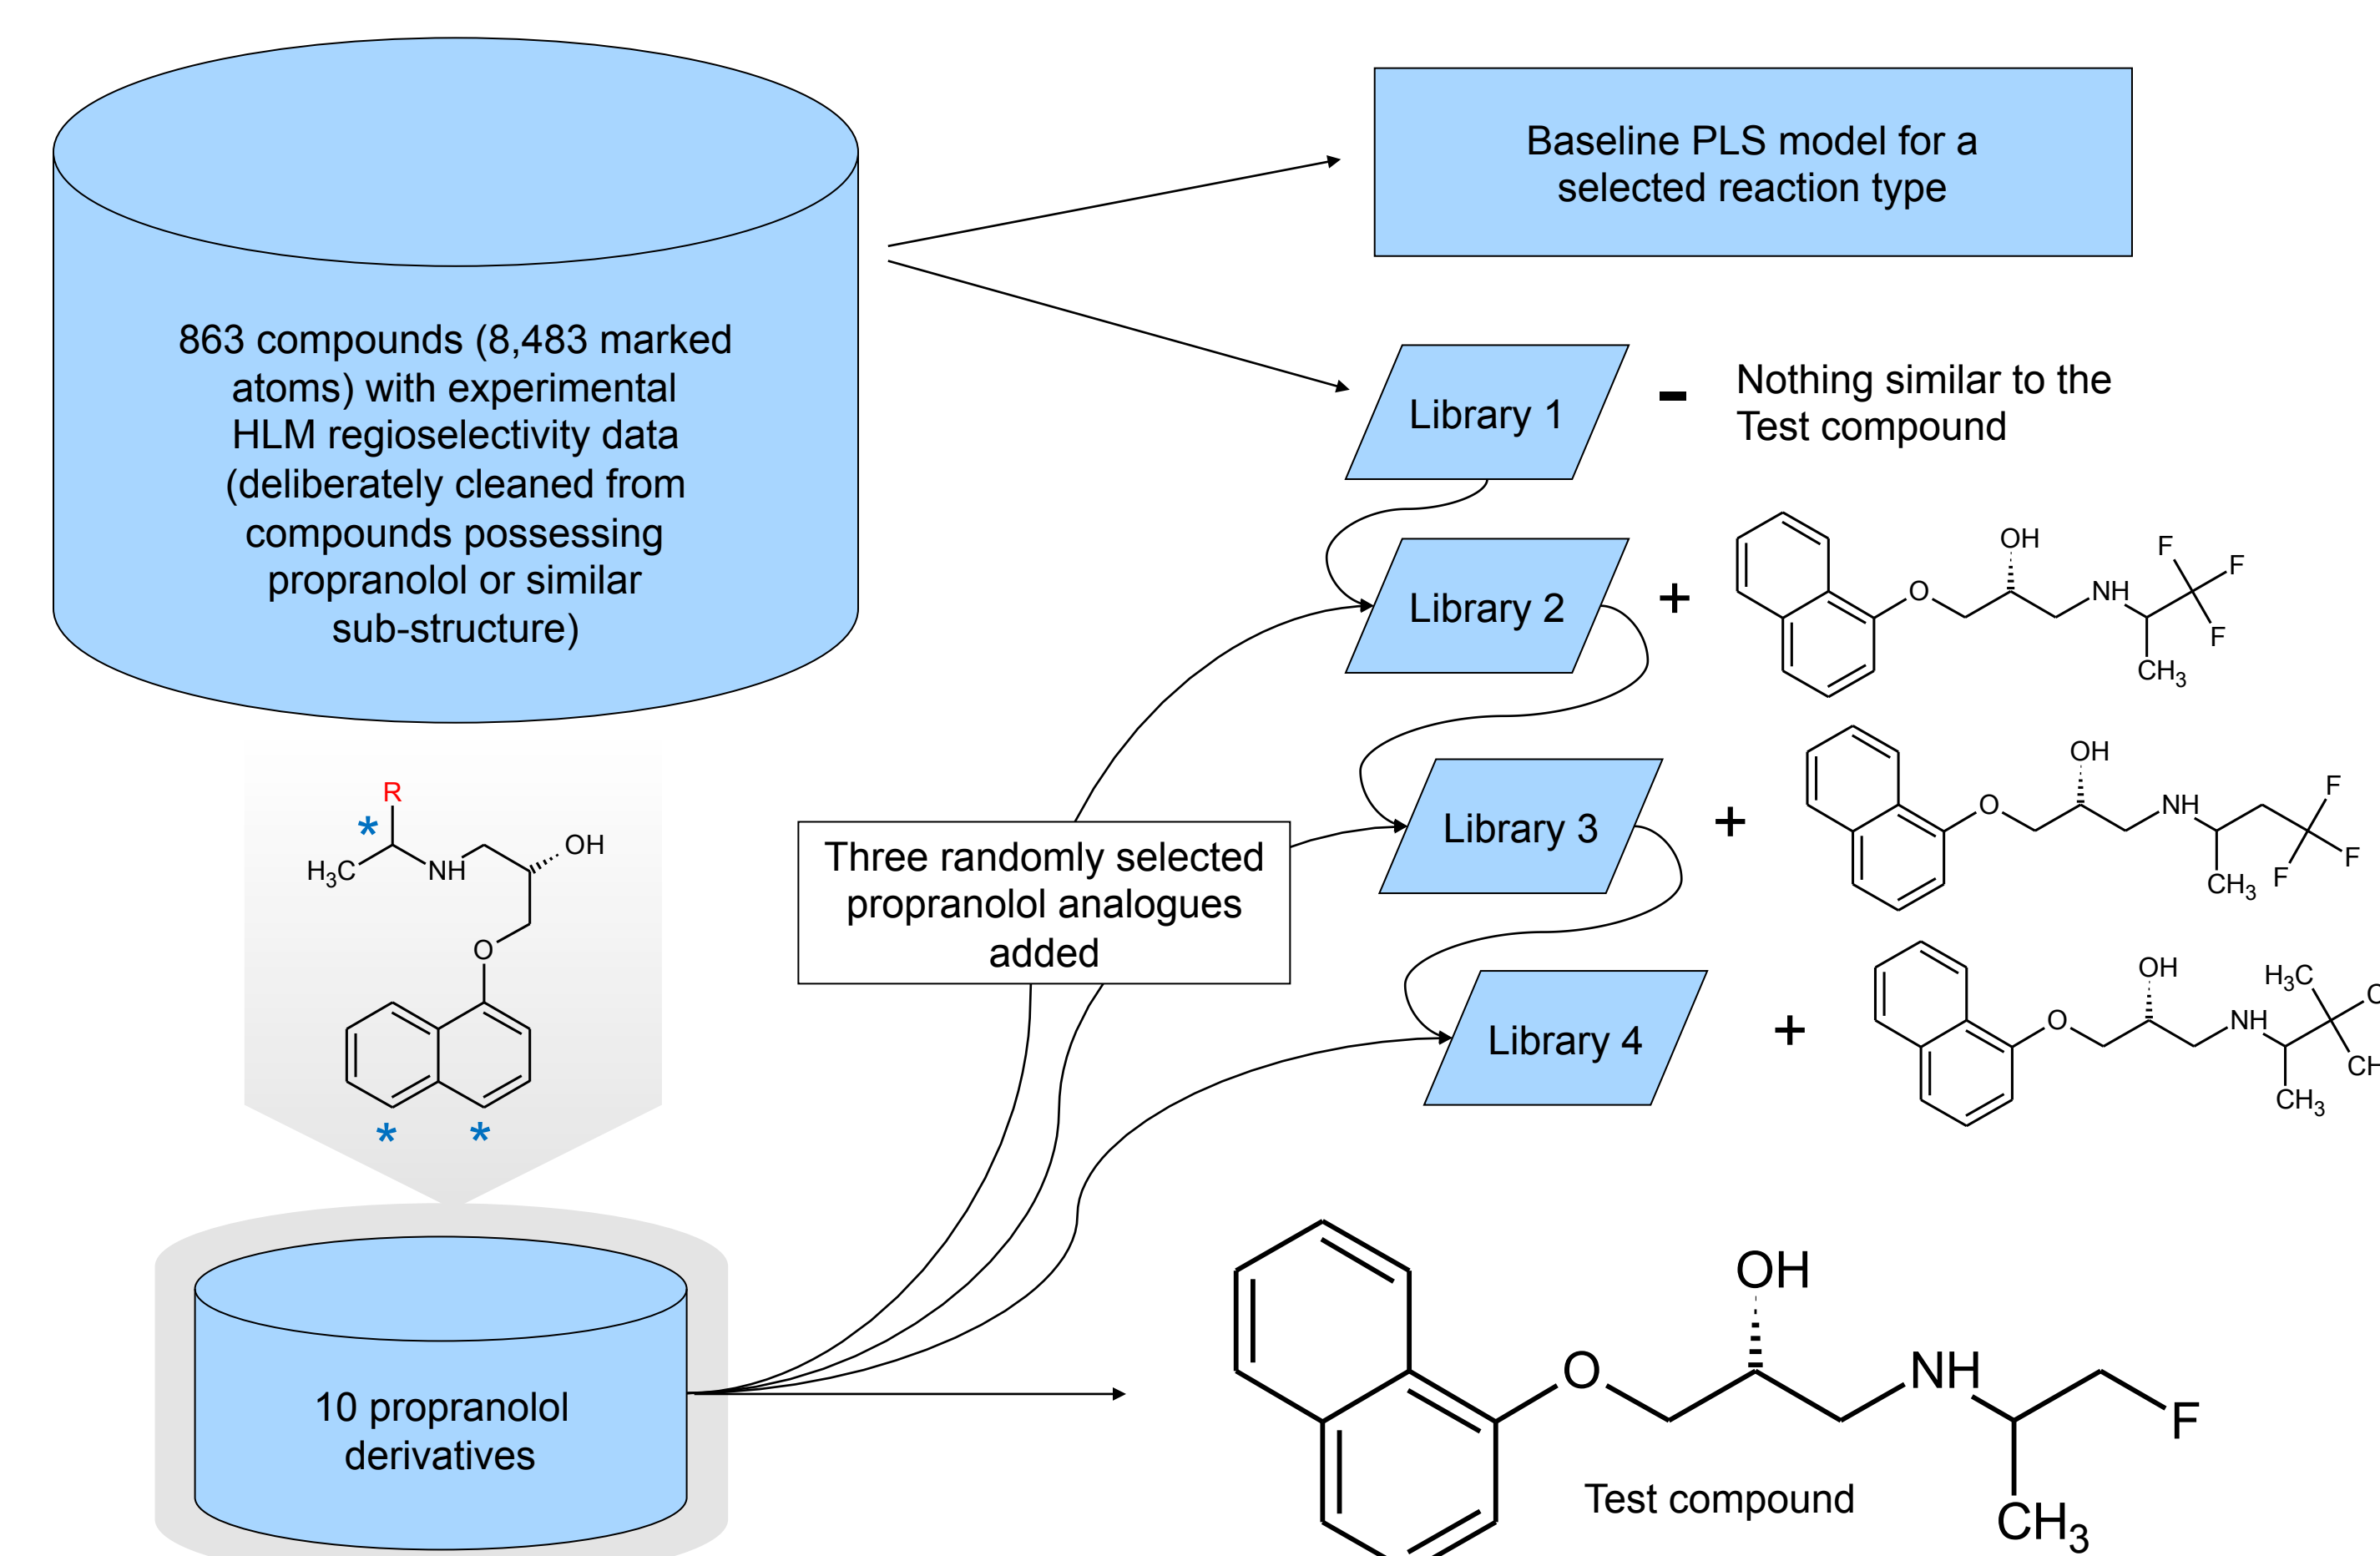 863 compounds (8,483 marked
atoms) with experimental
HLM regioselectivity data
(deliberately cleaned from
compounds possessing
propranolol or similar
sub-structure)
Baseline PLS model for a
selected reaction type
Library 1
-
Nothing similar to the
Test compound
Library 2
+
OH
O
NH
F
F
F
CH3
Library 3
+
OH
O
NH
F
F
F
CH3
Library 4
+
OH
O
NH
H3C
CH3
Three randomly selected
propranolol analogues
added
R
*
H3C
NH
OH
O
* *
10 propranolol
derivatives
OH
O
NH
F
CH3
Test compound